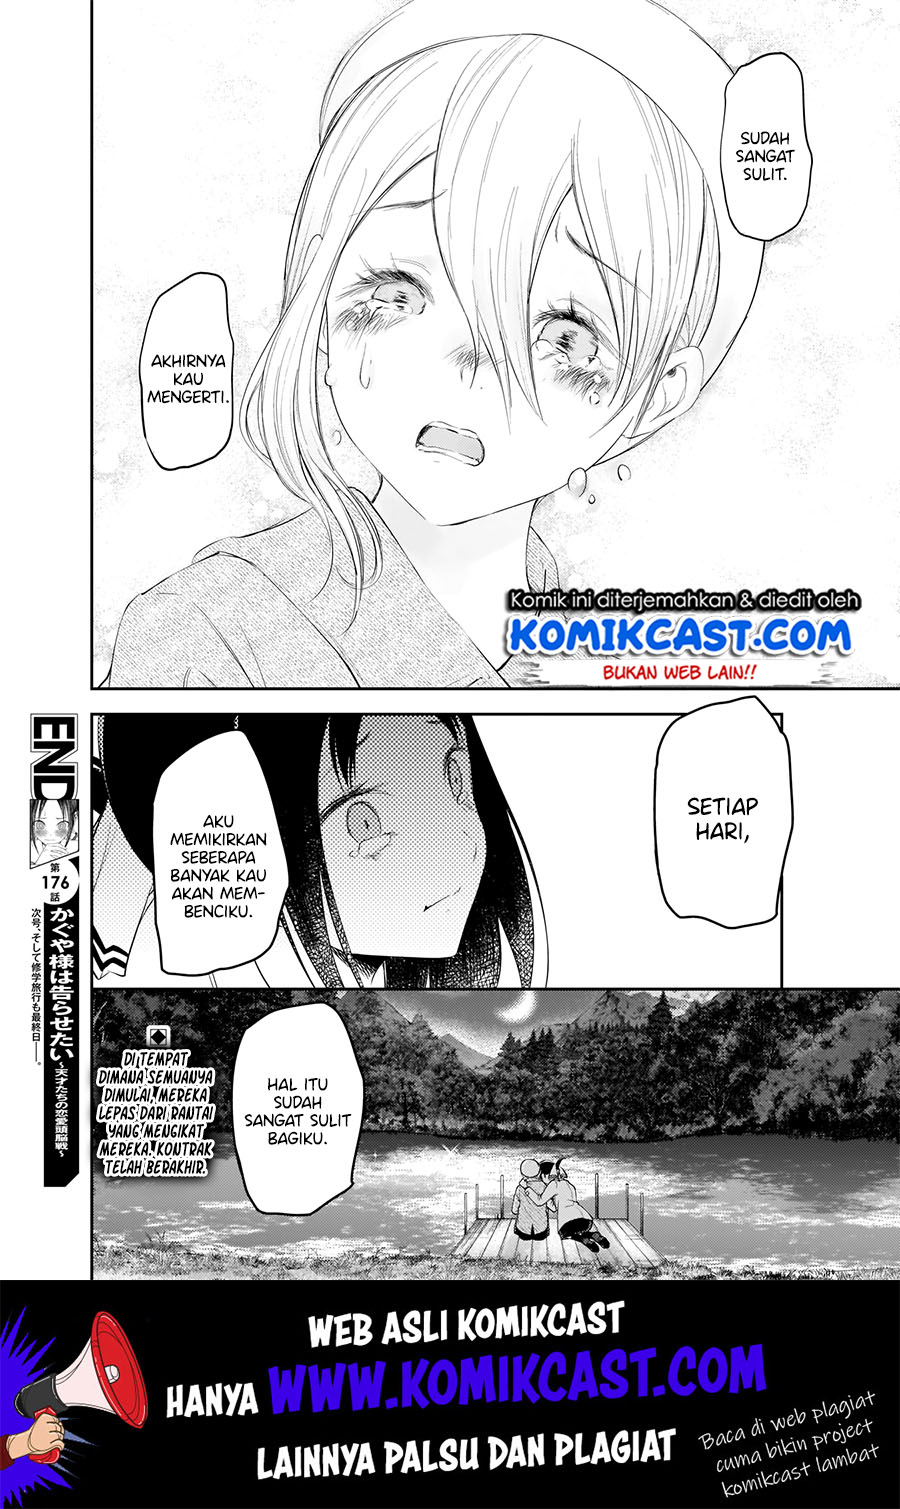 SUDAH
SANGAT
SULIT.
AKHIRNYA
KAU
MENGERTI.
Komik ini diterjemahkan & diedit oleh
KOMIKCAST.COM
BUKAN WEB LAIN!!
SETIAP
HARI,
AKU
MEMIKIRKAN
SEBERAPA
BANYAK KAU
AKAN MEM-
BENCIKU.
HAL ITU
SUDAH
SANGAT SULIT
BAGIKU.
DI TEMPAT
DIMANA SEMUANYA
DIMULAI, MEREKA
LEPAS DARI RANTAI
YANG MENGIKAT
MEREKA. KONTRAK
TELAH BERAKHIR.
END
第
176
話
かぐや様は告らせたい
~天才たちの恋愛頭脳戦~
次号、そして修学旅行も最終日——。
WEB ASLI KOMIKCAST
HANYA WWW.KOMIKCAST.COM
LAINNYA PALSU DAN PLAGIAT
Baca di web plagiat
cuma bikin project
komikcast lambat